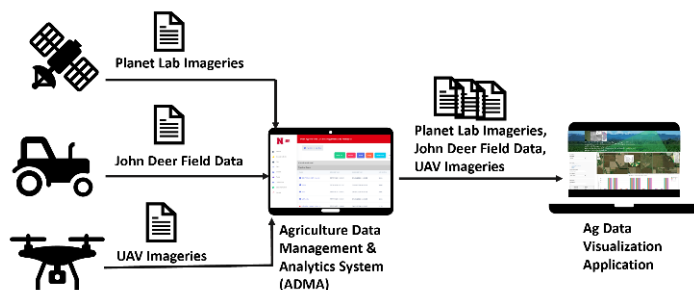 Planet Lab Imageries
John Deer Field Data
UAV Imageries
N
Agriculture Data
Management &
Analytics System
(ADMA)
Planet Lab Imageries,
John Deer Field Data,
UAV Imageries
Ag Data
Visualization
Application